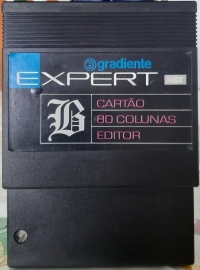 gradiente
EXPERT
B
CARTÃO
80 COLUNAS
EDITOR